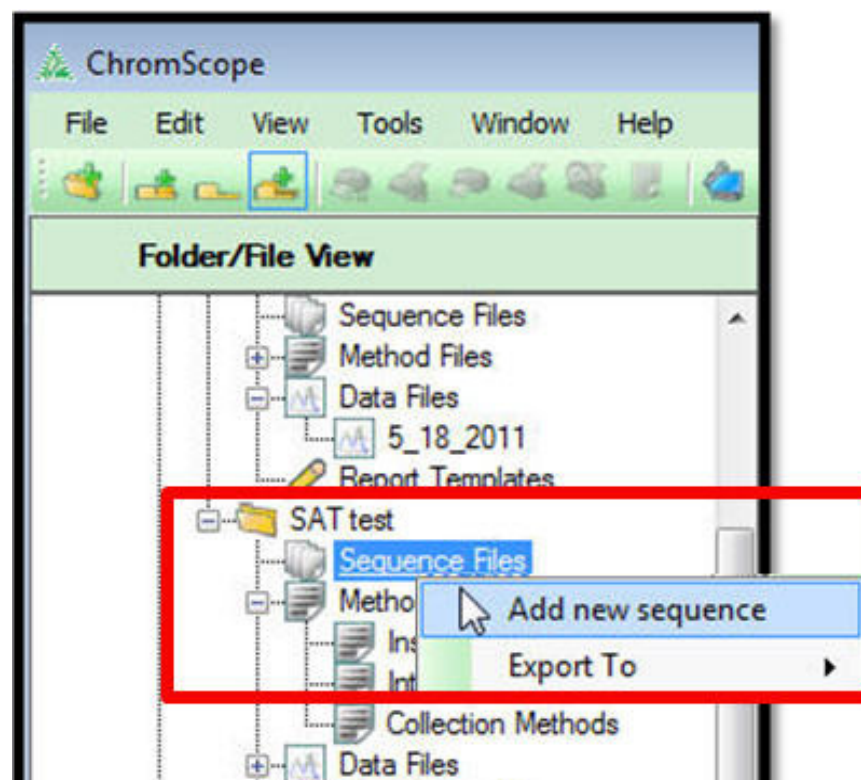 ChromScope
File Edit View Tools Window Help
Folder/File View
Sequence Files
Method Files
Data Files
5_18_2011
Report Templates
SAT test
Sequence Files
Add new sequence
Export To
Collection Methods
Data Files